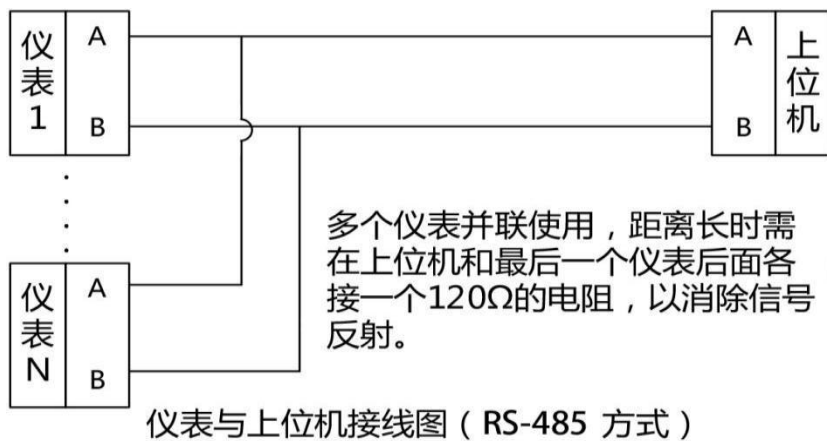 仪表1
A
B
A
B
上位机
仪表N
A
B
多个仪表并联使用，距离长时需
在上位机和最后一个仪表后面各
接一个120Ω的电阻，以消除信号
反射。
仪表与上位机接线图（RS-485 方式）